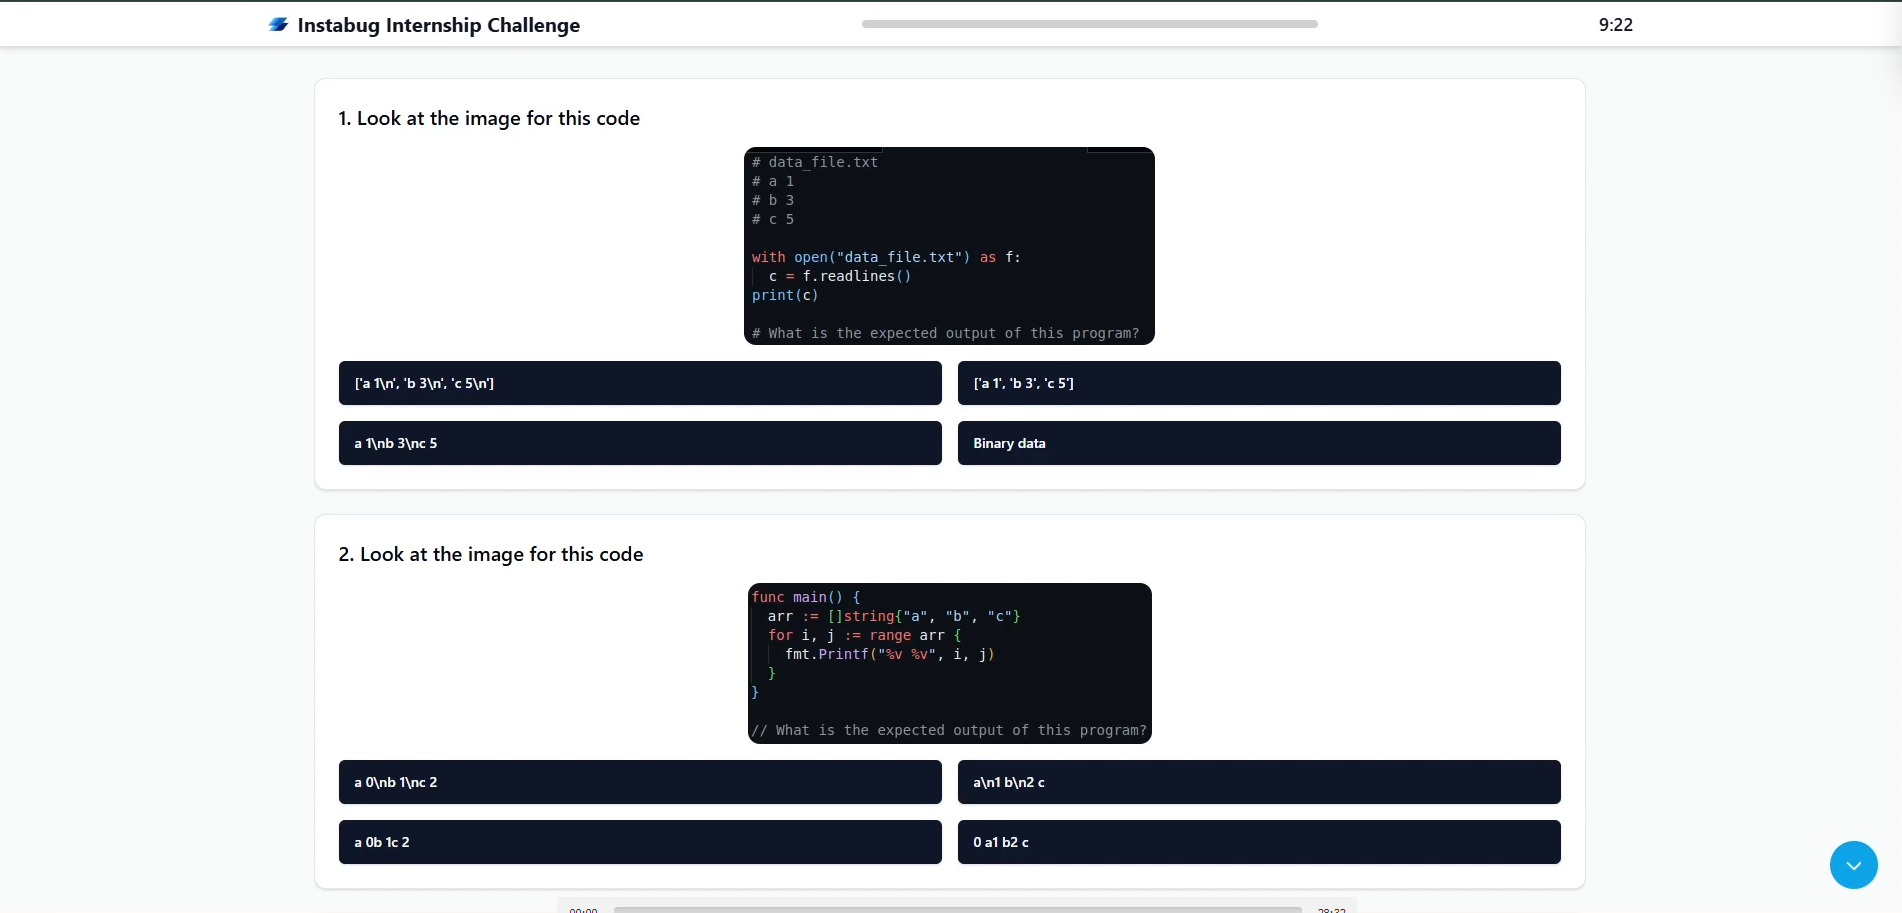 Instabug Internship Challenge
9:22
1. Look at the image for this code
# data_file.txt
# a 1
# b 3
# c 5
with open("data_file.txt") as f:
c = f.readlines()
print(c)
# What is the expected output of this program?
['a 1\n', 'b 3\n', 'c 5\n']
['a 1', 'b 3', 'c 5']
a 1\nb 3\nc 5
Binary data
2. Look at the image for this code
func main() {
arr := []string{"a", "b", "c"}
for i, j := range arr {
fmt.Printf("%v %v", i, j)
}
}
// What is the expected output of this program?
a 0\nb 1\nc 2
a\n1 b\n2 c
a 0b 1c 2
0 a1 b2 c
00:00
28:32